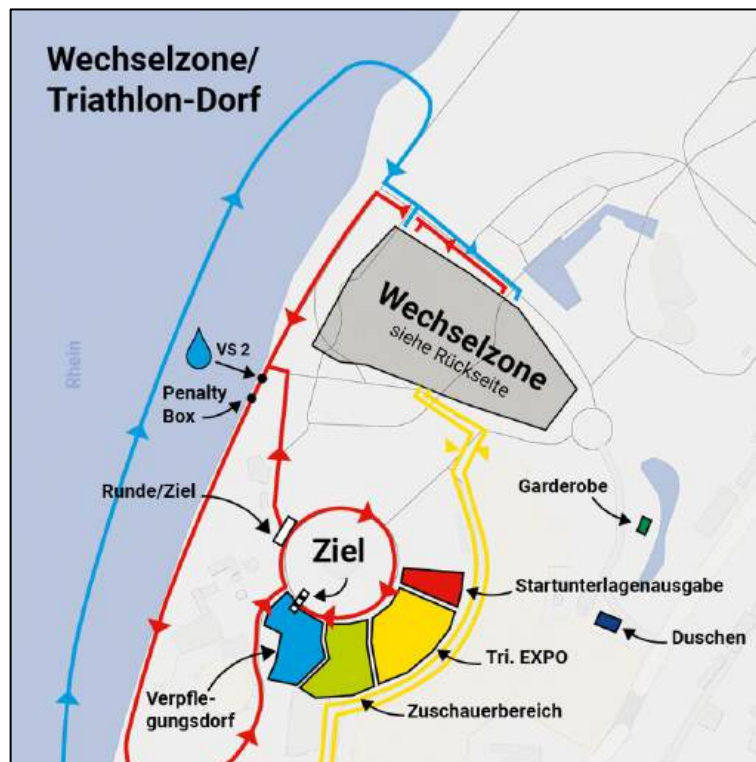 Wechselzone/
Triathlon-Dorf
Wechselzone
siehe Rückseite
Rhein
VS 2
Penalty
Box
Runde/Ziel
Ziel
Garderobe
Startunterlagenausgabe
Duschen
Tri. EXPO
Verpfle-
gungsdorf
Zuschauerbereich